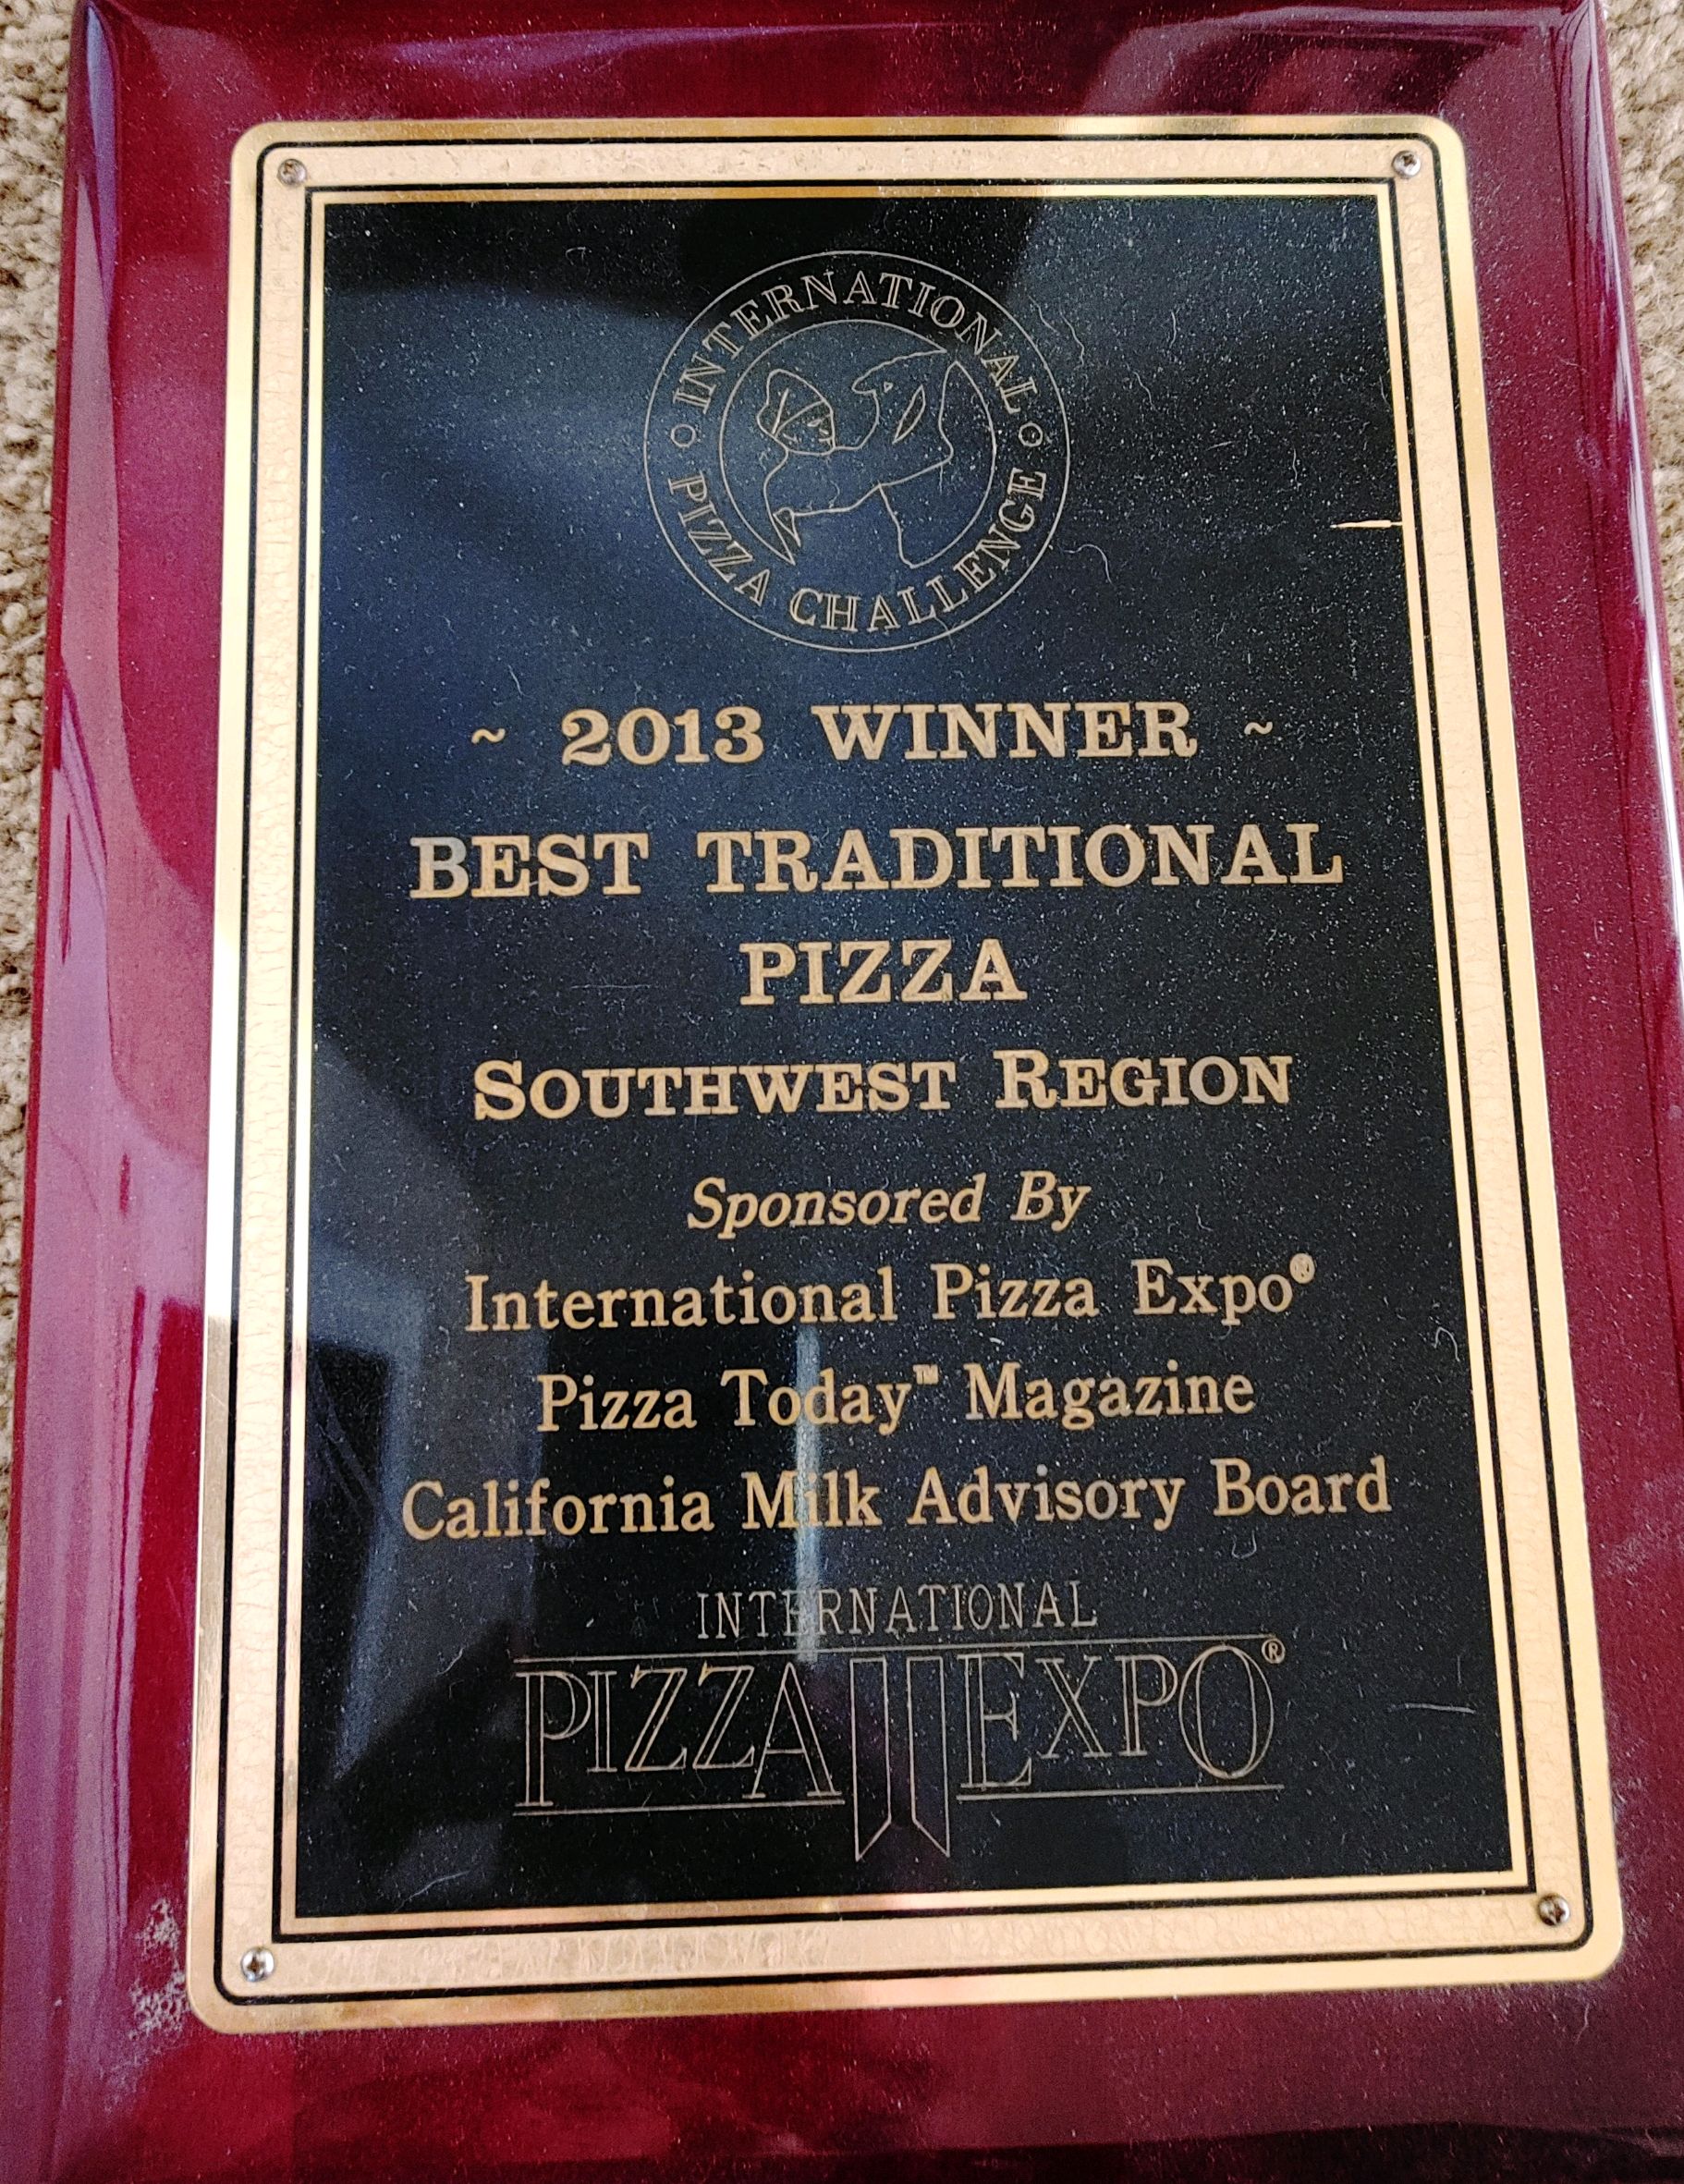 INTERNATIONAL
PIZZA CHALLENGE
~ 2013 WINNER ~
BEST TRADITIONAL
PIZZA
SOUTHWEST REGION
Sponsored By
International Pizza Expo®
Pizza Today™ Magazine
California Milk Advisory Board
INTERNATIONAL
PIZZA EXPO®